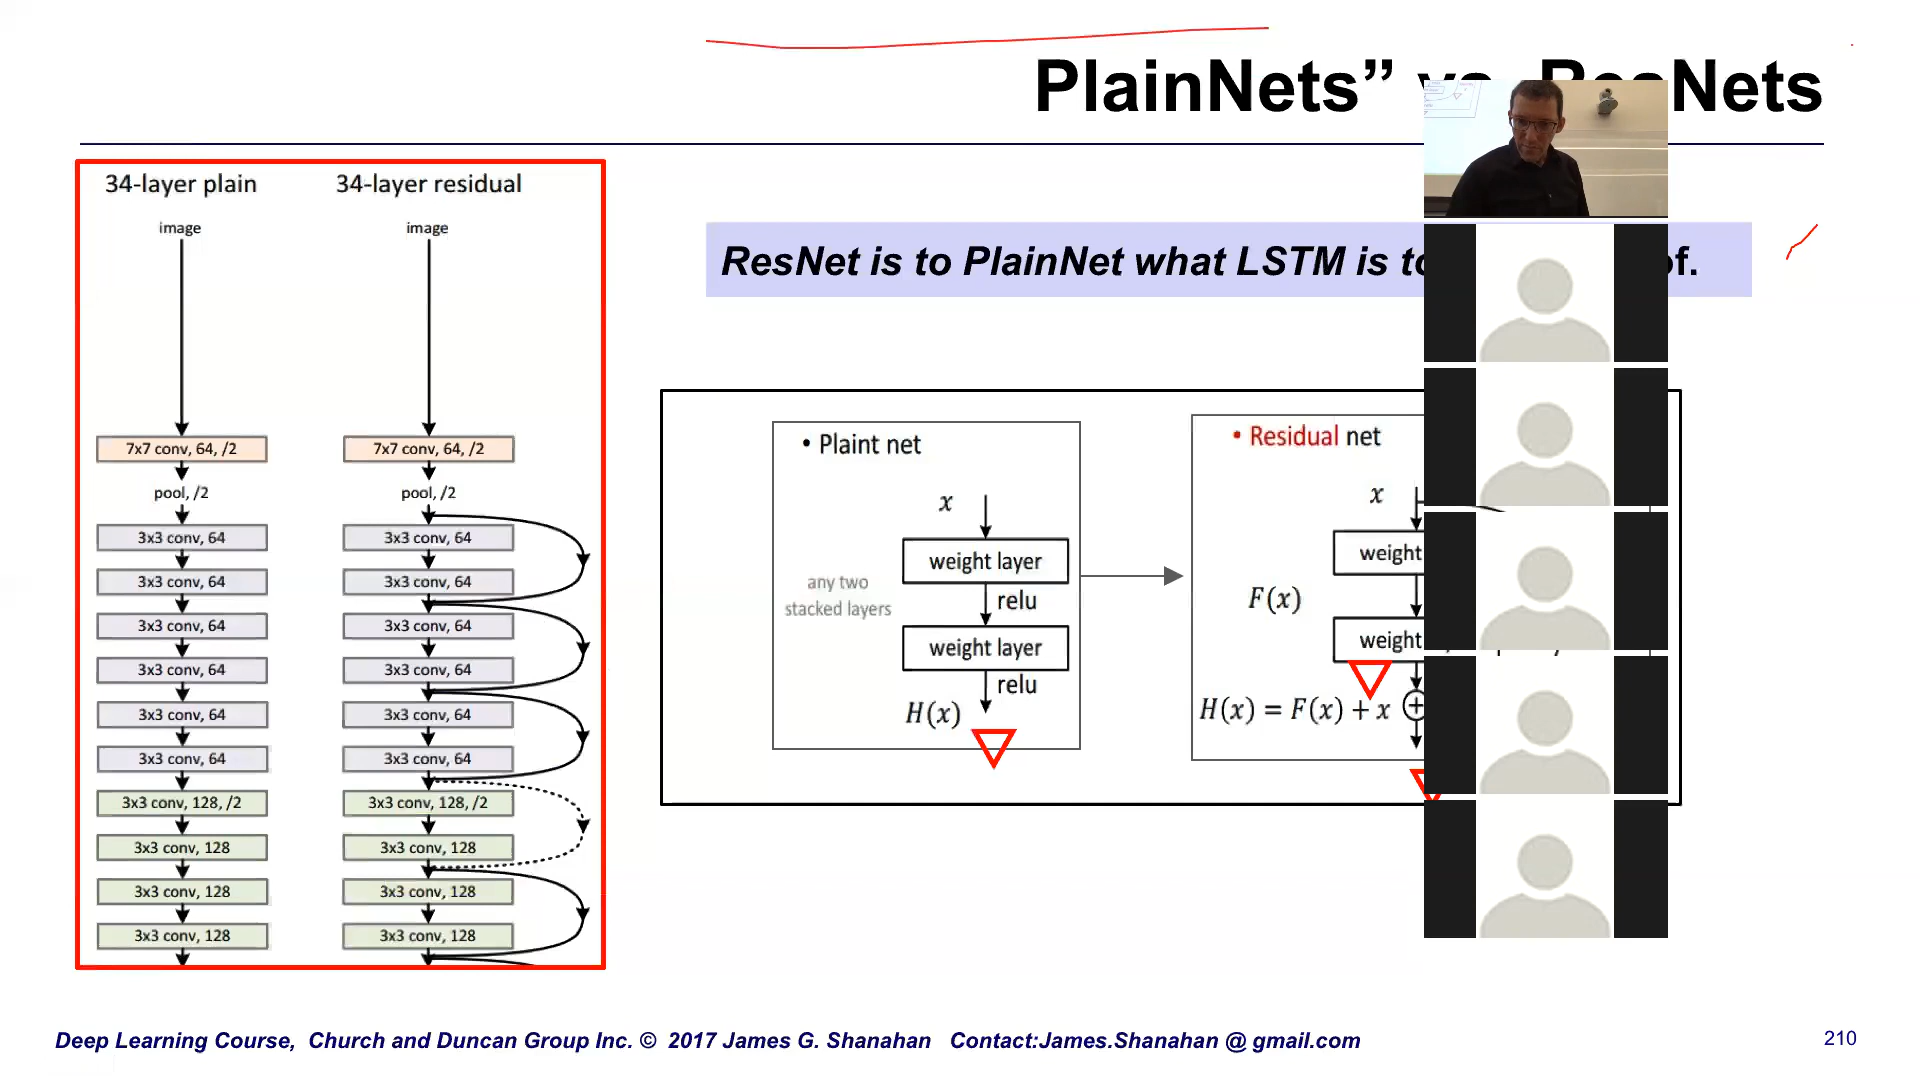 PlainNets” vs. ResNets
34-layer plain
34-layer residual
image
image
ResNet is to PlainNet what LSTM is to
7x7 conv, 64, /2
7x7 conv, 64, /2
pool, /2
pool, /2
3x3 conv, 64
3x3 conv, 64
3x3 conv, 64
3x3 conv, 64
3x3 conv, 64
3x3 conv, 64
3x3 conv, 64
3x3 conv, 64
3x3 conv, 64
3x3 conv, 64
3x3 conv, 64
3x3 conv, 64
3x3 conv, 128, /2
3x3 conv, 128, /2
3x3 conv, 128
3x3 conv, 128
3x3 conv, 128
3x3 conv, 128
3x3 conv, 128
3x3 conv, 128
• Plaint net
x
weight layer
any two
stacked layers
relu
weight layer
relu
H(x)
• Residual net
x
weight
F(x)
weight
H(x) = F(x) + x
Deep Learning Course, Church and Duncan Group Inc. © 2017 James G. Shanahan Contact:James.Shanahan @ gmail.com
210